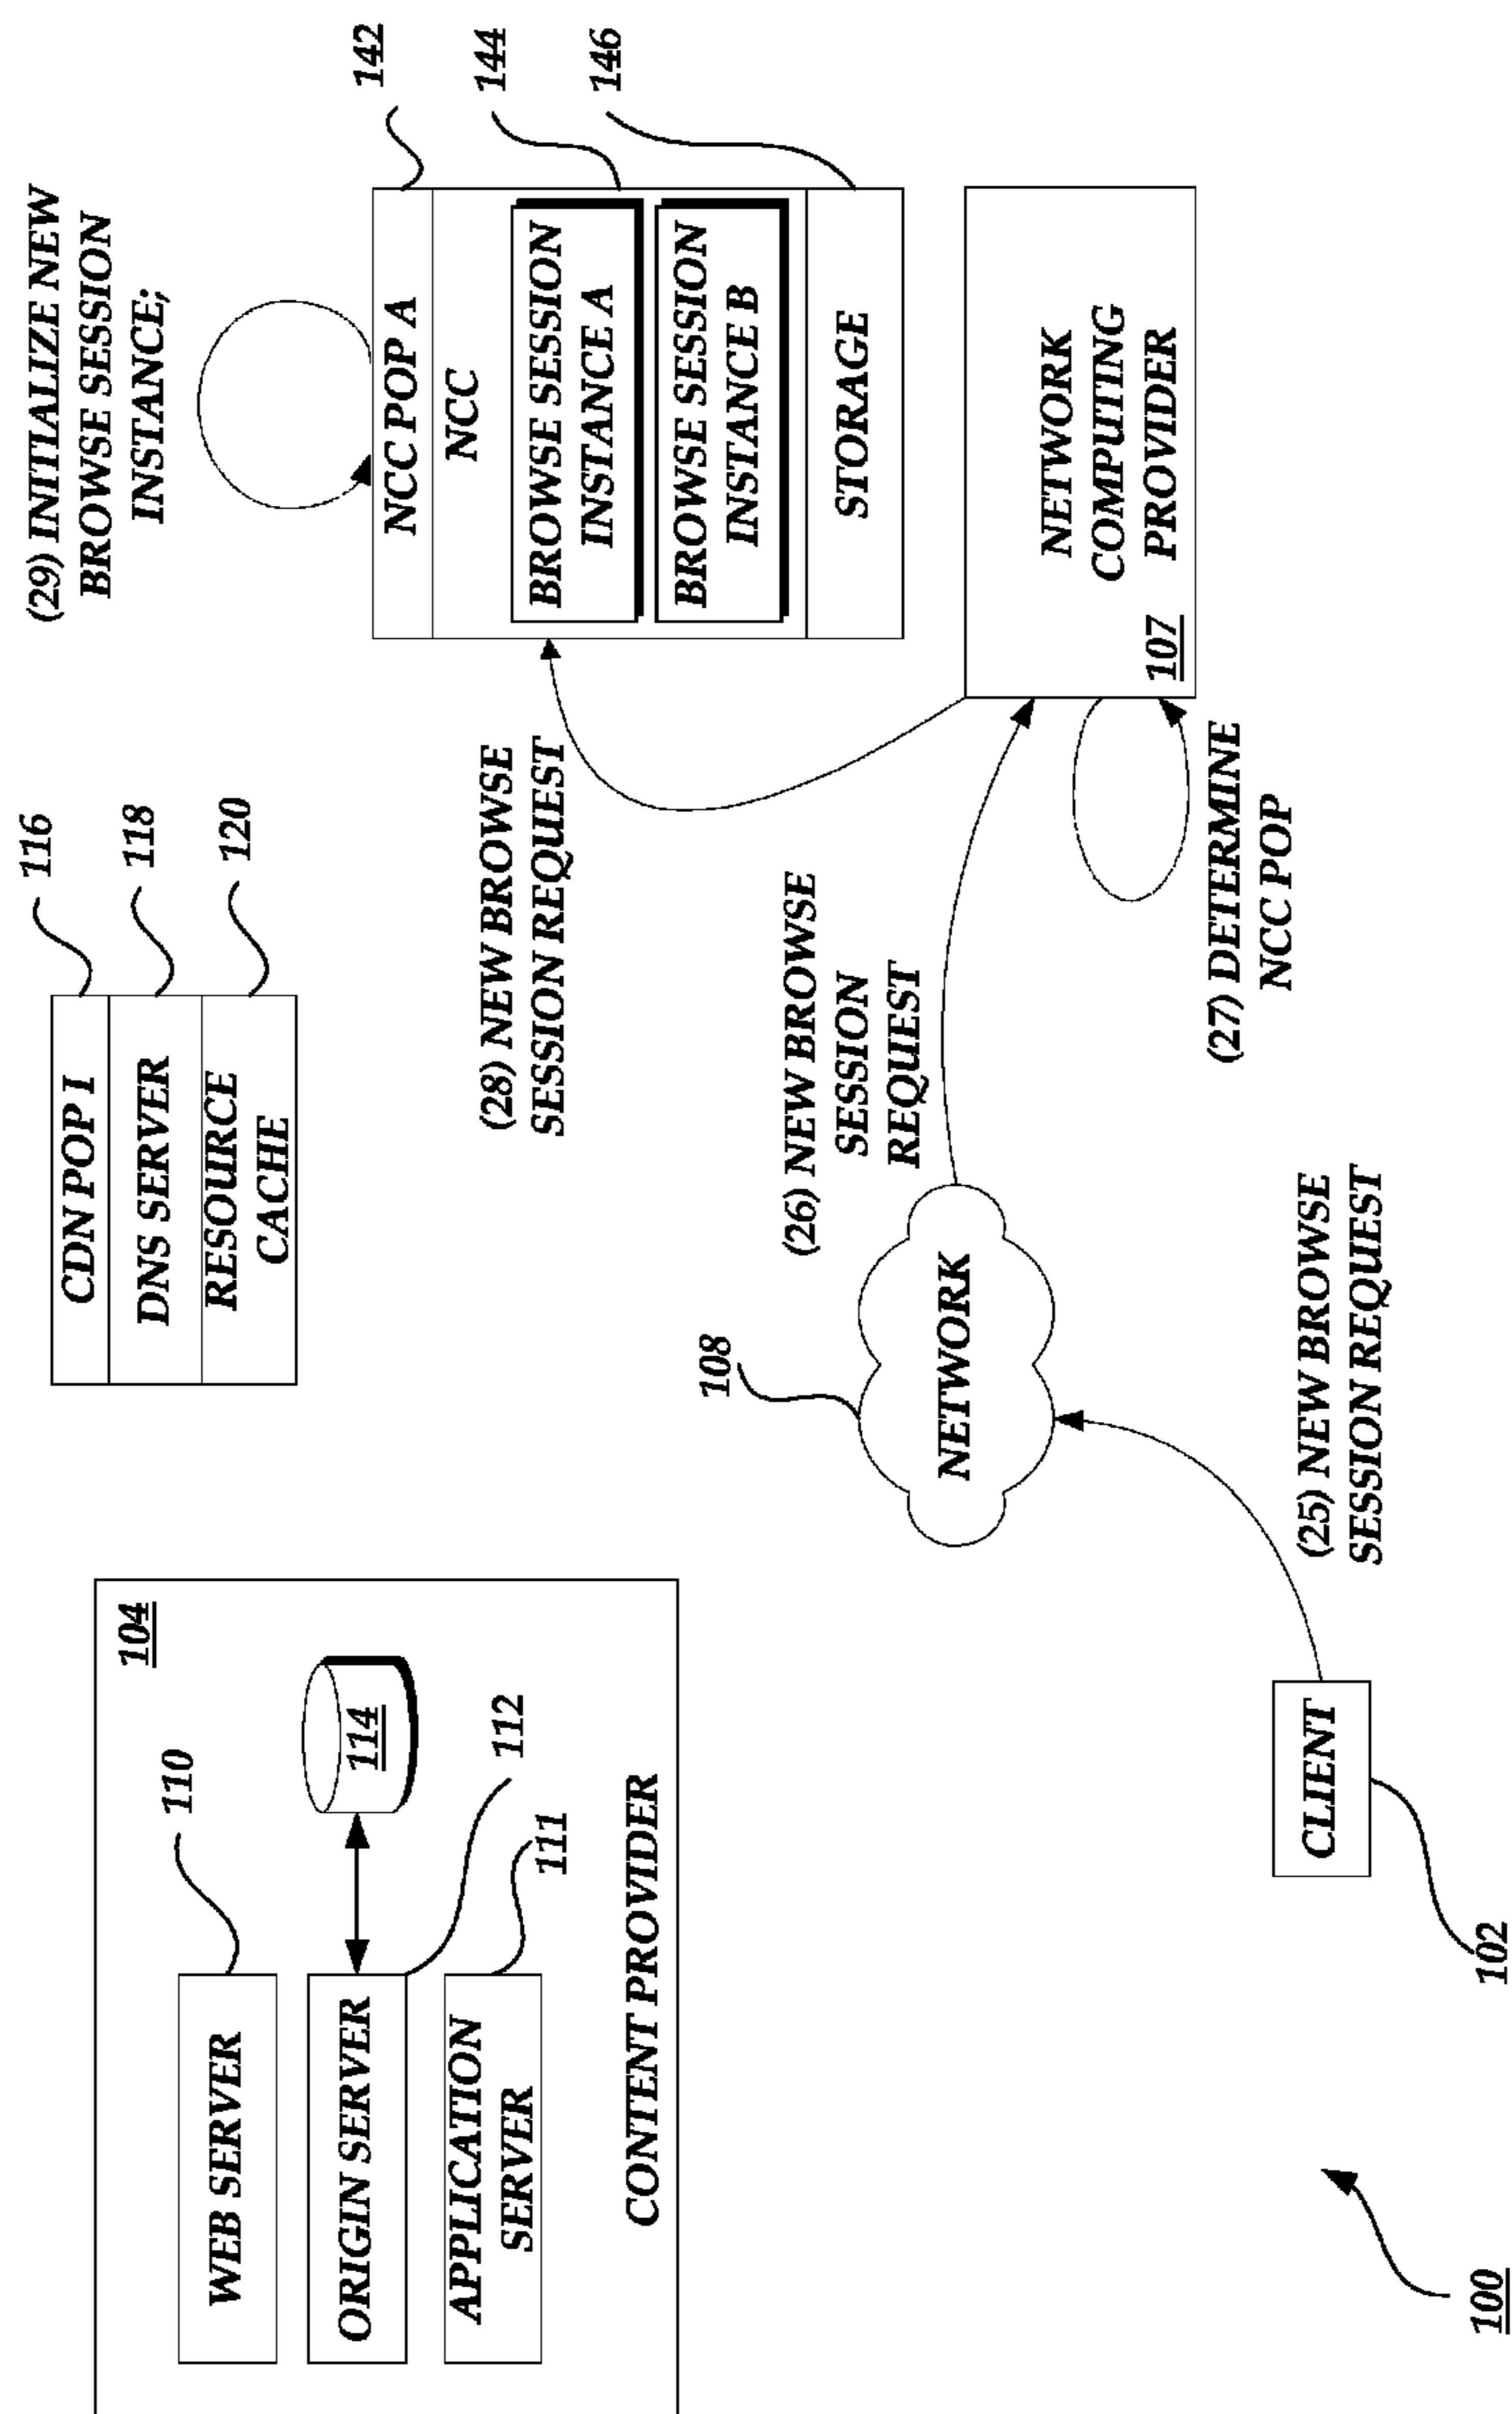 104
WEB SERVER
110
ORIGIN SERVER
114
112
APPLICATION
SERVER
111
CONTENT PROVIDER
CDN POP I
116
DNS SERVER
118
RESOURCE
CACHE
120
(29) INITIALIZE NEW
BROWSE SESSION
INSTANCE;
NCC POP A
142
NCC
BROWSE SESSION
INSTANCE A
144
BROWSE SESSION
INSTANCE B
STORAGE
146
(28) NEW BROWSE
SESSION REQUEST
108
NETWORK
(26) NEW BROWSE
SESSION
REQUEST
NETWORK
COMPUTING
PROVIDER
107
(27) DETERMINE
NCC POP
(25) NEW BROWSE
SESSION REQUEST
CLIENT
102
100